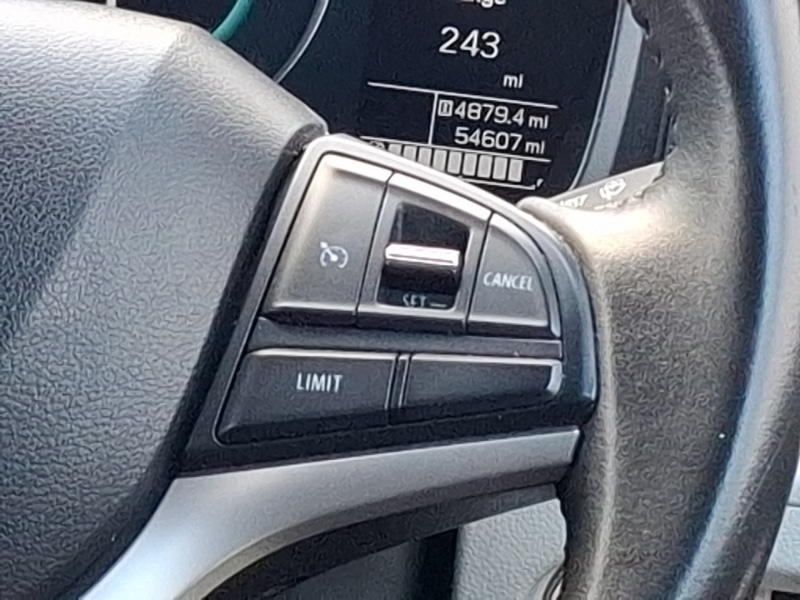 243
mi
4879.4 mi
54607 mi
SET —
CANCEL
LIMIT